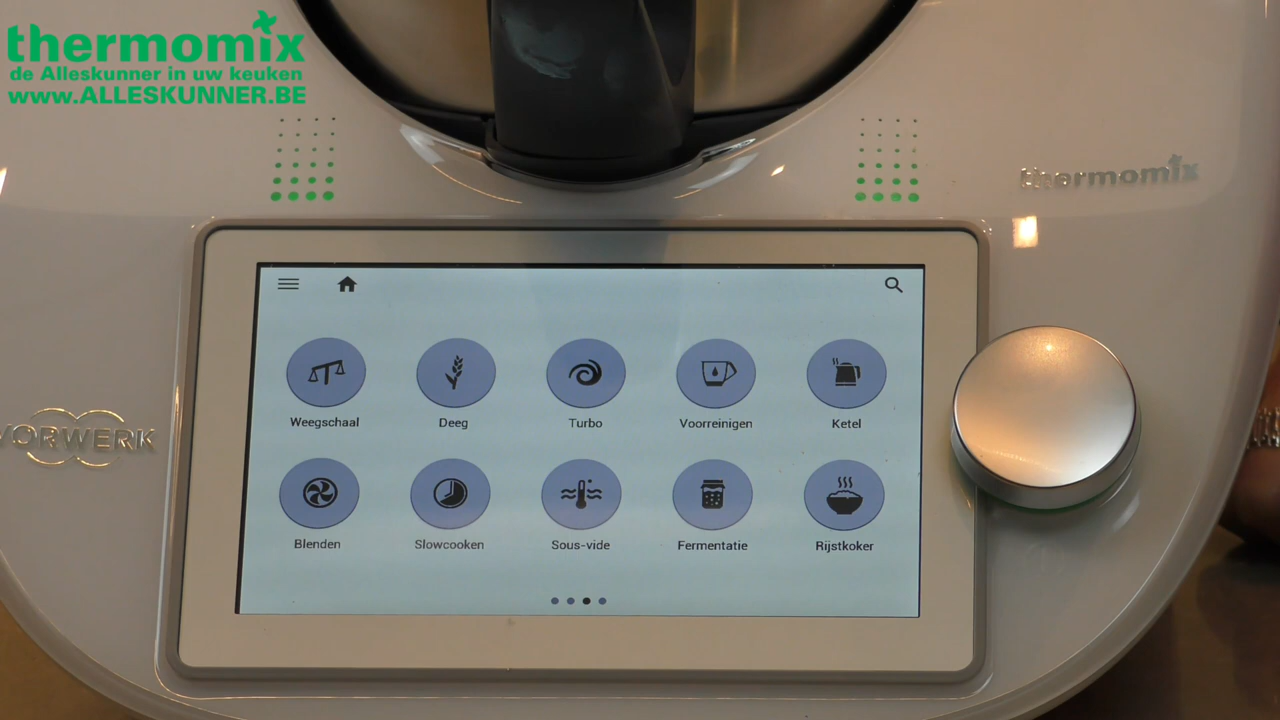 thermomix
de Alleskunner in uw keuken
www.ALLESKUNNER.BE
thermomix
VORWERK
Weegschaal
Deeg
Turbo
Voorreinigen
Ketel
Blenden
Slowcooken
Sous-vide
Fermentatie
Rijstkoker